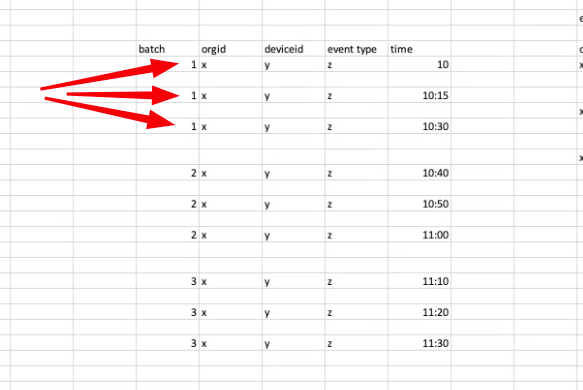 batch orgid deviceid event type time
1 x y z 10
1 x y z 10:15
1 x y z 10:30
2 x y z 10:40
2 x y z 10:50
2 x y z 11:00
3 x y z 11:10
3 x y z 11:20
3 x y z 11:30